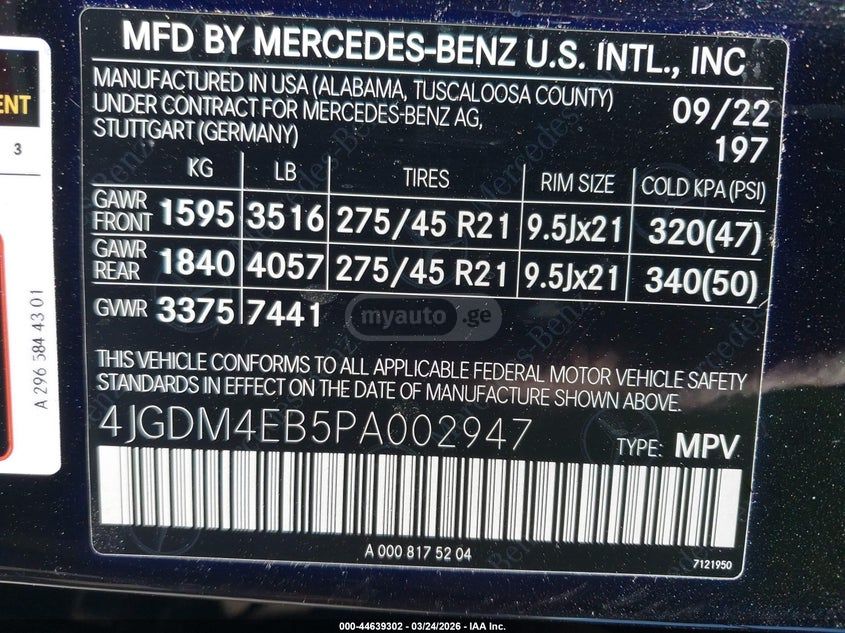 MFD BY MERCEDES-BENZ U.S. INTL., INC
MANUFACTURED IN USA (ALABAMA, TUSCALOOSA COUNTY)
UNDER CONTRACT FOR MERCEDES-BENZ AG,
STUTTGART (GERMANY)
09/22
197
KG LB TIRES RIM SIZE COLD KPA (PSI)
GAWR FRONT 1595 3516 275/45 R21 9.5Jx21 320(47)
GAWR REAR 1840 4057 275/45 R21 9.5Jx21 340(50)
GVWR 3375 7441
myauto.ge
THIS VEHICLE CONFORMS TO ALL APPLICABLE FEDERAL MOTOR VEHICLE SAFETY
STANDARDS IN EFFECT ON THE DATE OF MANUFACTURE SHOWN ABOVE.
4JGDM4EB5PA002947 TYPE: MPV
A 000 817 52 04
7121950
ENT
3
A 296 584 43 01
000-44639302 - 03/24/2026 - IAA Inc.